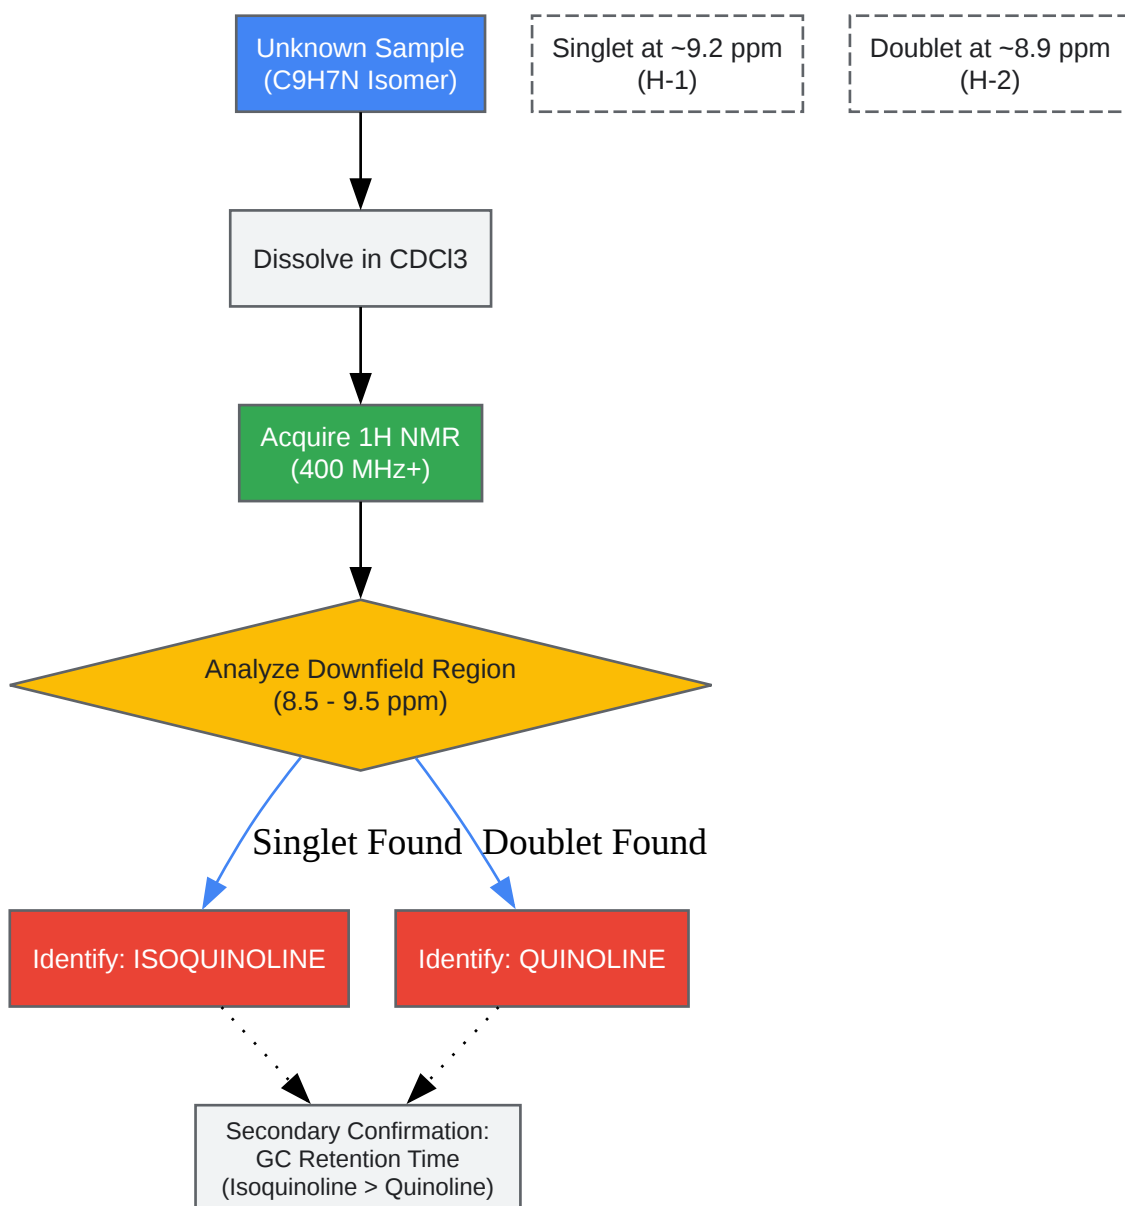 Unknown Sample
(C9H7N Isomer)
Singlet at ~9.2 ppm
(H-1)
Doublet at ~8.9 ppm
(H-2)
Dissolve in CDCl3
Acquire 1H NMR
(400 MHz+)
Analyze Downfield Region
(8.5 - 9.5 ppm)
Singlet Found
Doublet Found
Identify: ISOQUINOLINE
Identify: QUINOLINE
Secondary Confirmation:
GC Retention Time
(Isoquinoline > Quinoline)